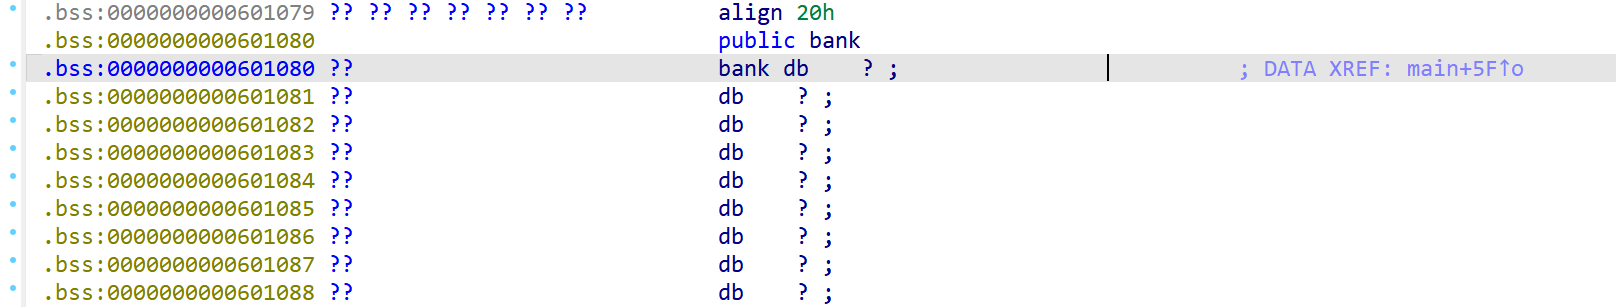 .bss:0000000000601079 ?? ?? ?? ?? ?? ?? ?? align 20h
.bss:0000000000601080 public bank
.bss:0000000000601080 ?? bank db ? ; ; DATA XREF: main+5F↑o
.bss:0000000000601081 ?? db ? ;
.bss:0000000000601082 ?? db ? ;
.bss:0000000000601083 ?? db ? ;
.bss:0000000000601084 ?? db ? ;
.bss:0000000000601085 ?? db ? ;
.bss:0000000000601086 ?? db ? ;
.bss:0000000000601087 ?? db ? ;
.bss:0000000000601088 ?? db ? ;